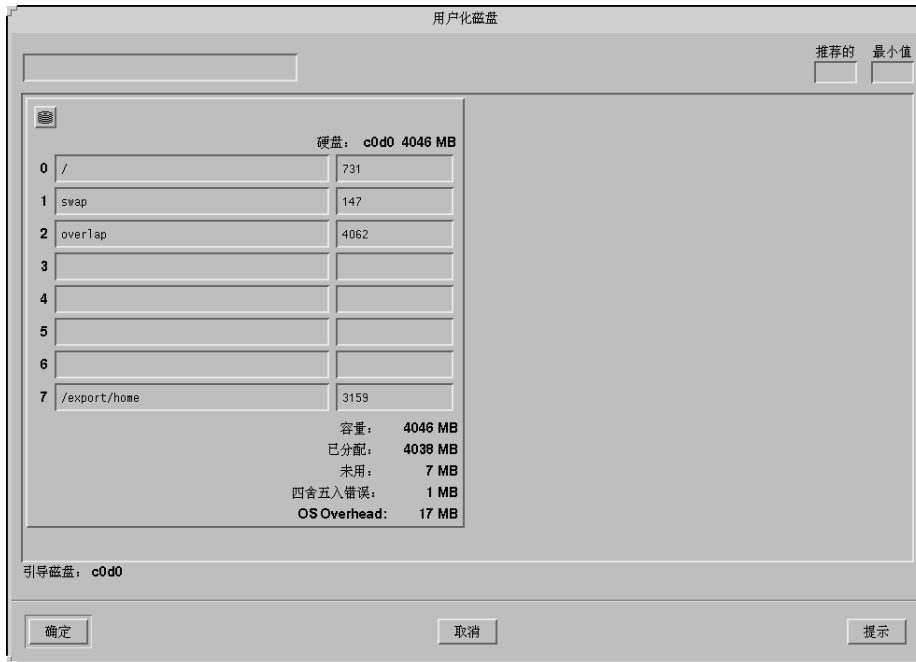 用户化磁盘
推荐的 最小值
硬盘： c0d0 4046 MB
0 / 731
1 swap 147
2 overlap 4062
3
4
5
6
7 /export/home 3159
容量： 4046 MB
已分配： 4038 MB
未用： 7 MB
四舍五入错误： 1 MB
OS Overhead: 17 MB
引导磁盘： c0d0
确定 取消 提示